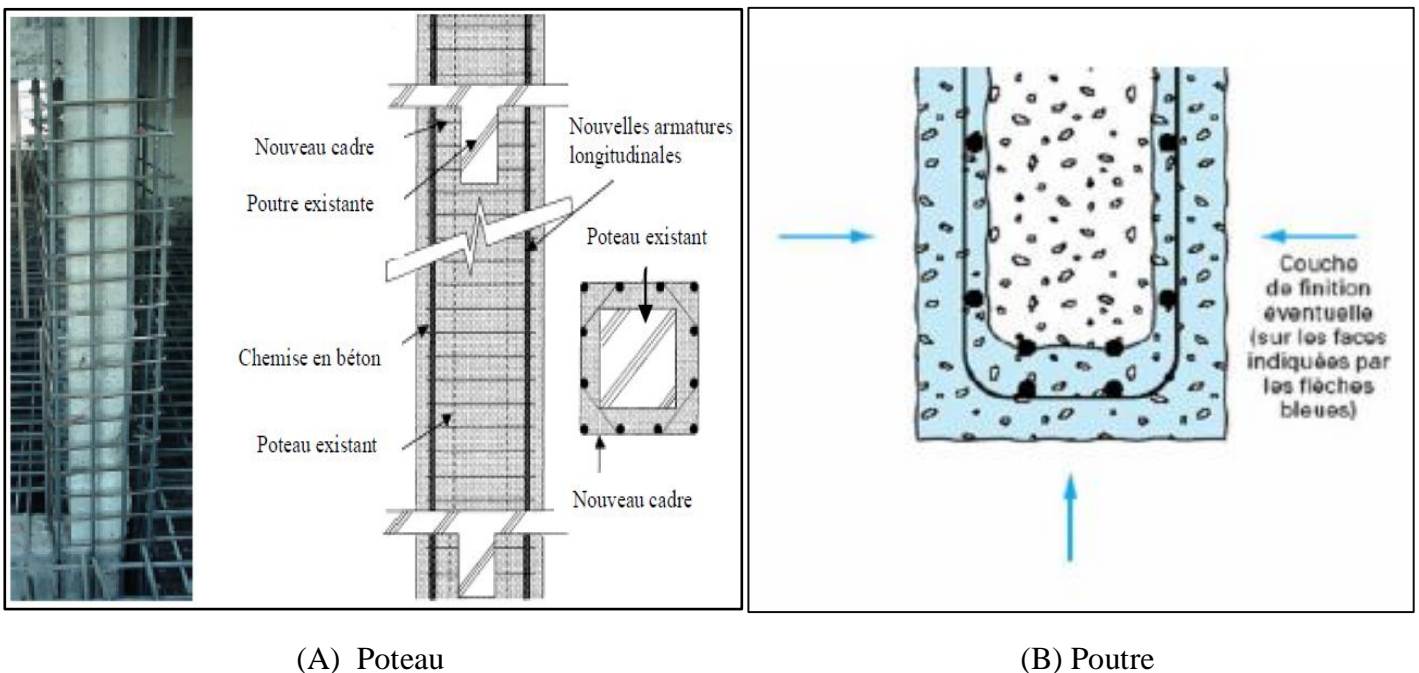 Nouveau cadre
Poutre existante
Nouvelles armatures
longitudinales
Poteau existant
Chemise en béton
Poteau existant
Nouveau cadre
Couche
de finition
éventuelle
(sur les faces
indiquées par
les flèches
bleues)
(A) Poteau
(B) Poutre